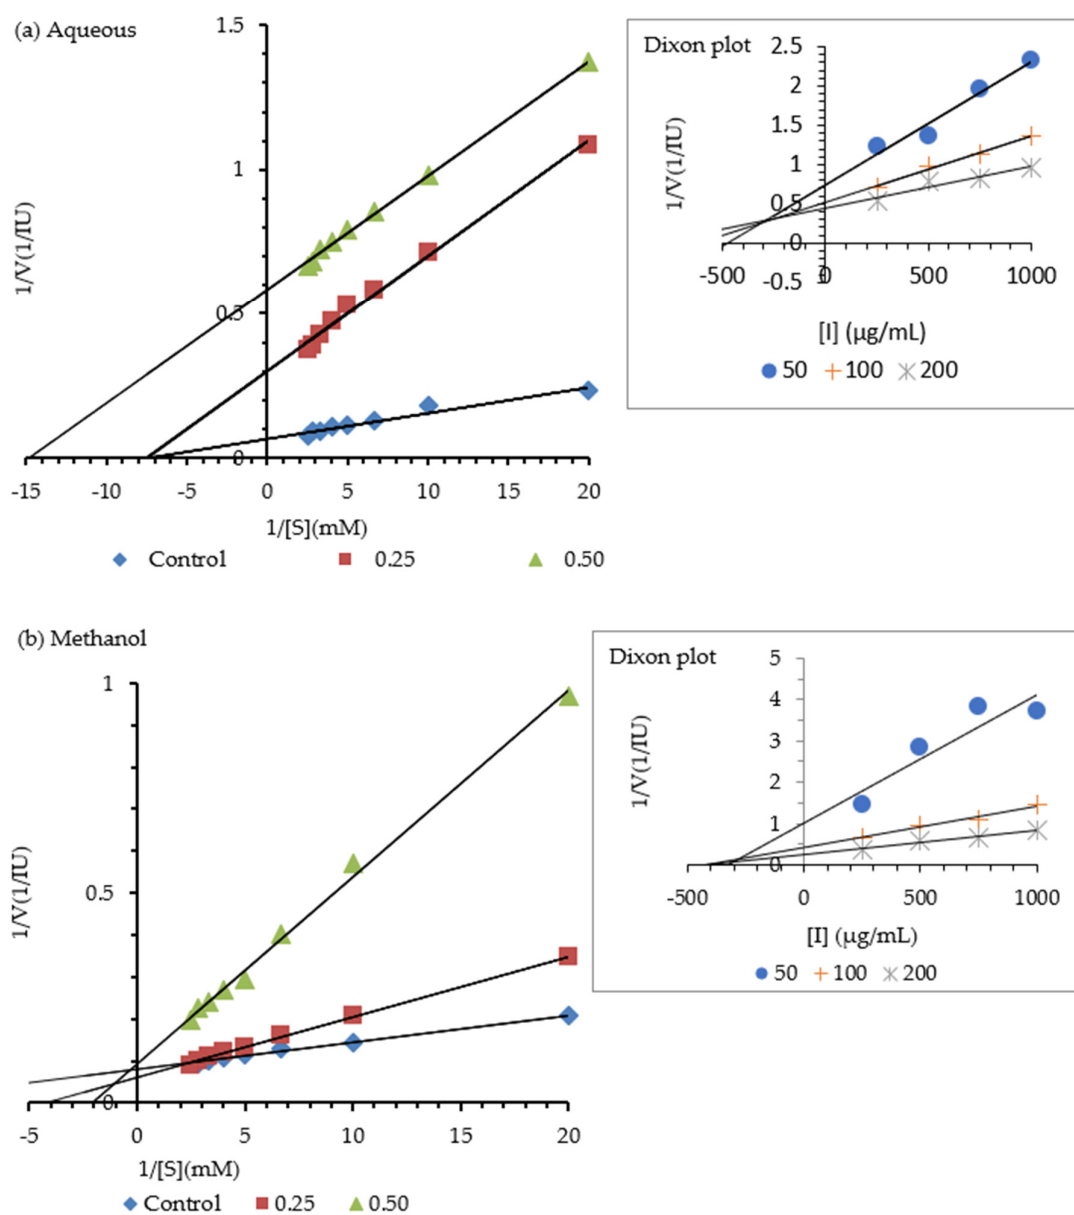 (a) Aqueous
1.5
1
0.5
0
1/V(1/IU)
-15 -10 -5 0 5 10 15 20
1/[S](mM)
Control 0.25 0.50
Dixon plot
2.5
2
1.5
1
0.5
0
-0.5
1/V(1/IU)
-500 0 500 1000
[I] (µg/mL)
50 100 200
(b) Methanol
1
0.5
0
1/V(1/IU)
-5 0 5 10 15 20
1/[S](mM)
Control 0.25 0.50
Dixon plot
5
4
3
2
1
0
1/V(1/IU)
-500 0 500 1000
[I] (µg/mL)
50 100 200